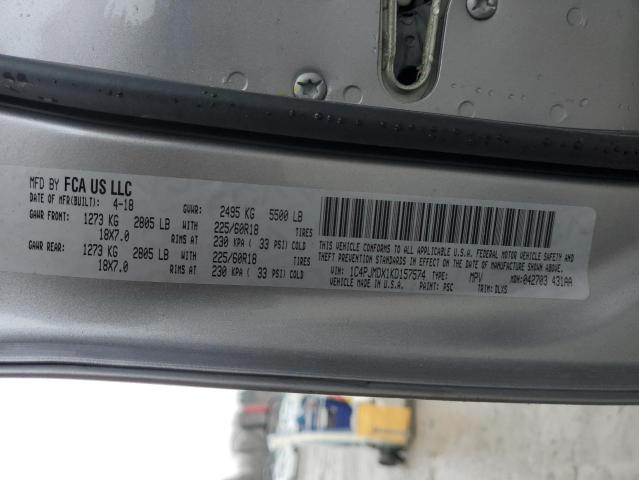 MFD BY FCA US LLC
DATE OF MFR(BUILT): 4-18 GVWR: 2495 KG 5500 LB
GAWR FRONT: 1273 KG 2805 LB 225/60R18 TIRES
18X7.0 RIMS AT 230 KPA ( 33 PSI) COLD
GAWR REAR: 1273 KG 2805 LB 225/60R18 TIRES
18X7.0 RIMS AT 230 KPA ( 33 PSI) COLD
THIS VEHICLE CONFORMS TO ALL APPLICABLE U.S.A. FEDERAL MOTOR VEHICLE SAFETY AND
THEFT PREVENTION STANDARDS IN EFFECT ON THE DATE OF MANUFACTURE SHOWN ABOVE.
VIN: 1C4PJMDX1KD157574 TYPE: MPV MDH:042703 431AA
VEHICLE MADE IN U.S.A. PAINT: PSC TRIM: DLX9